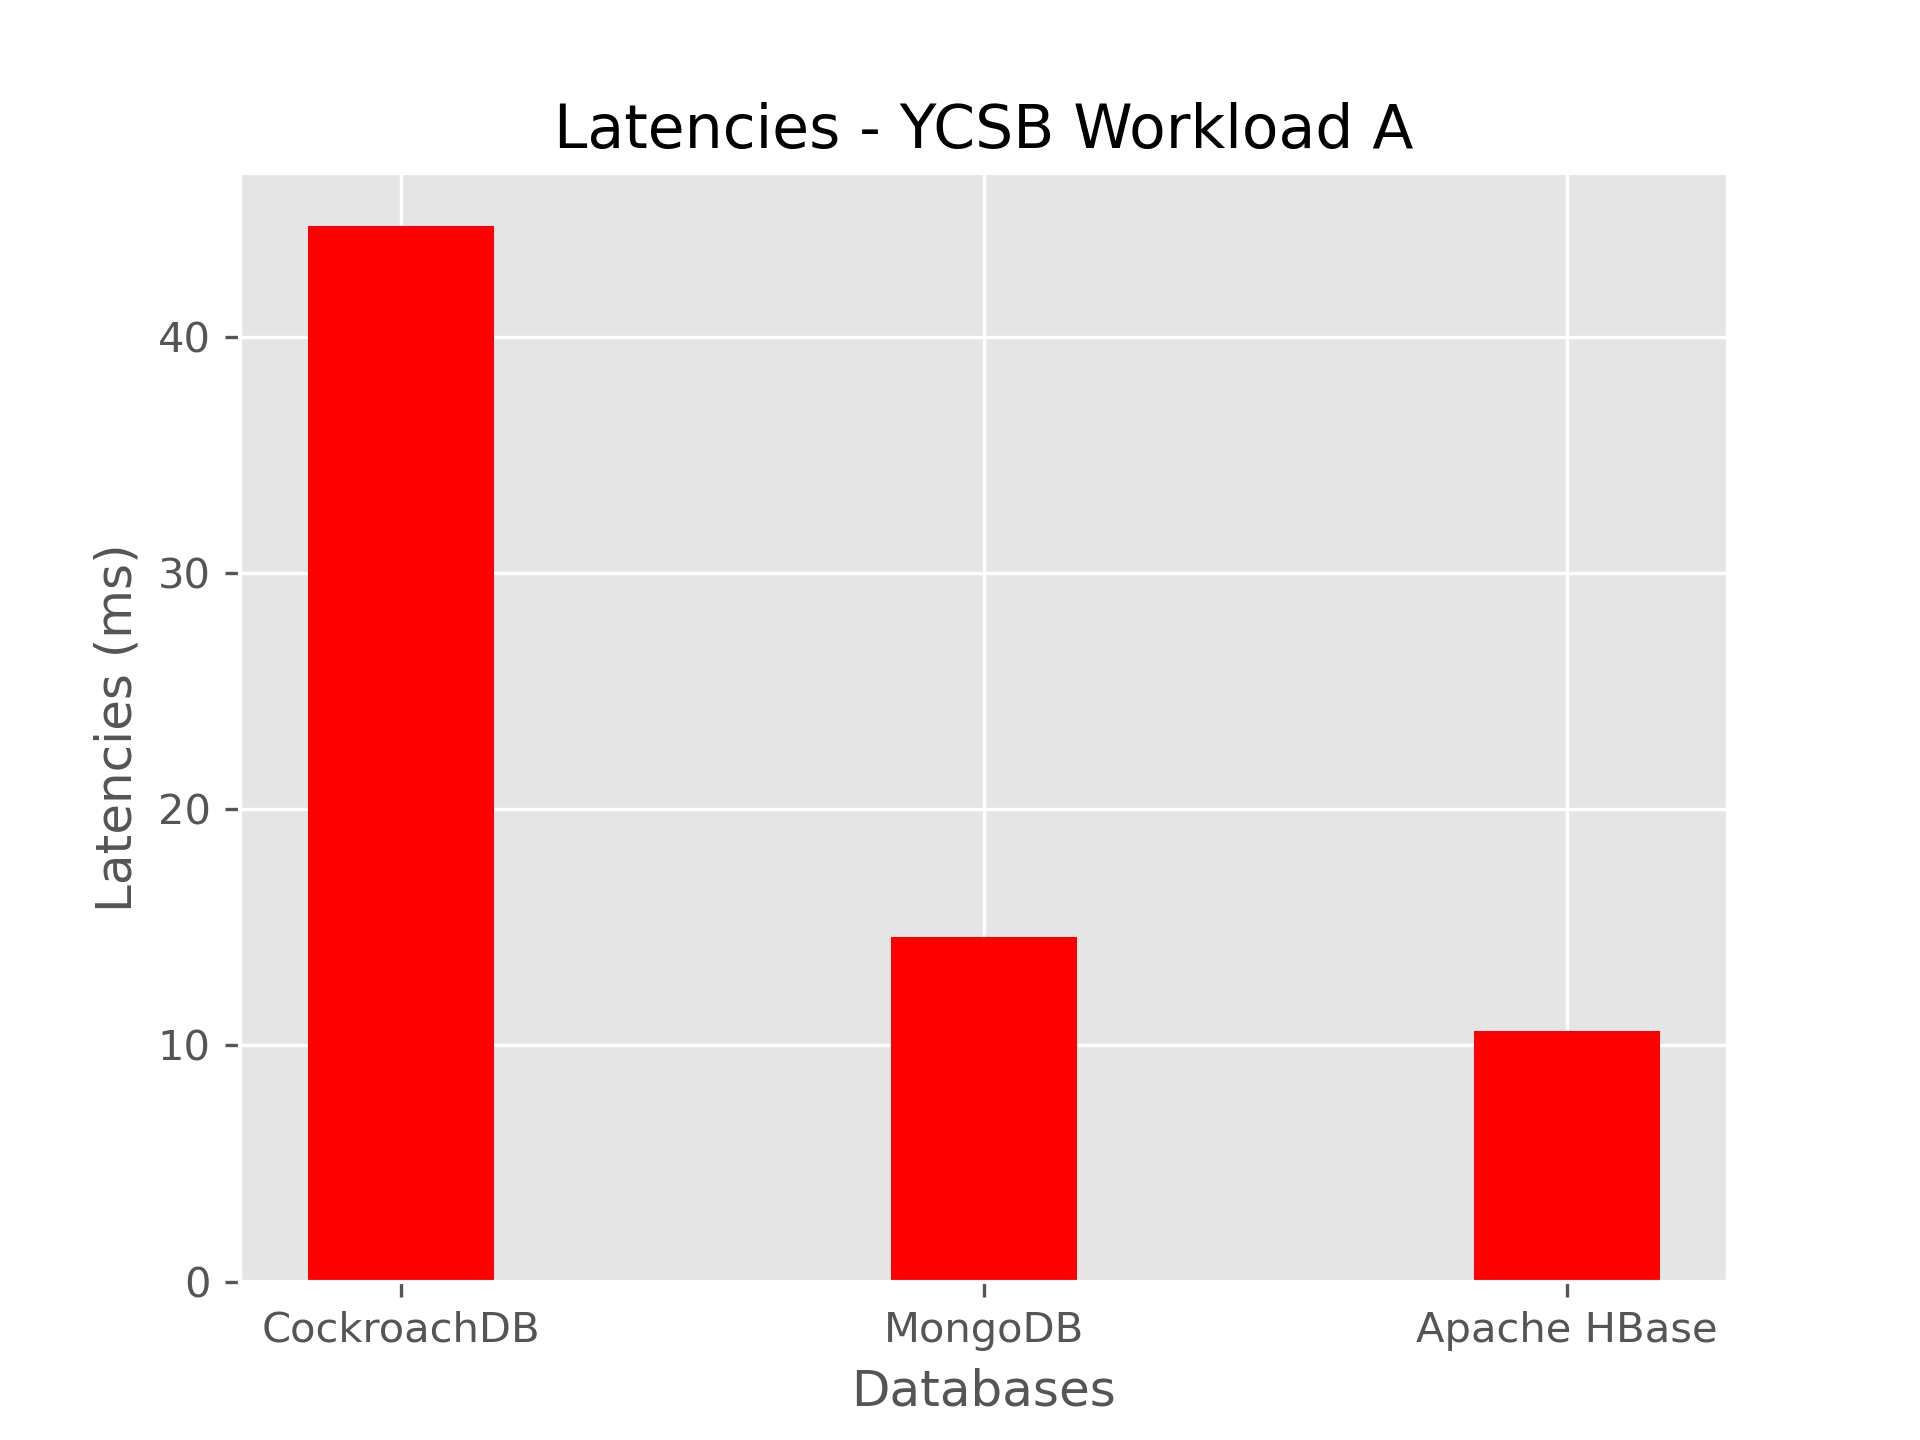 Latencies - YCSB Workload A
Latencies (ms)
40
30
20
10
0
CockroachDB MongoDB Apache HBase
Databases